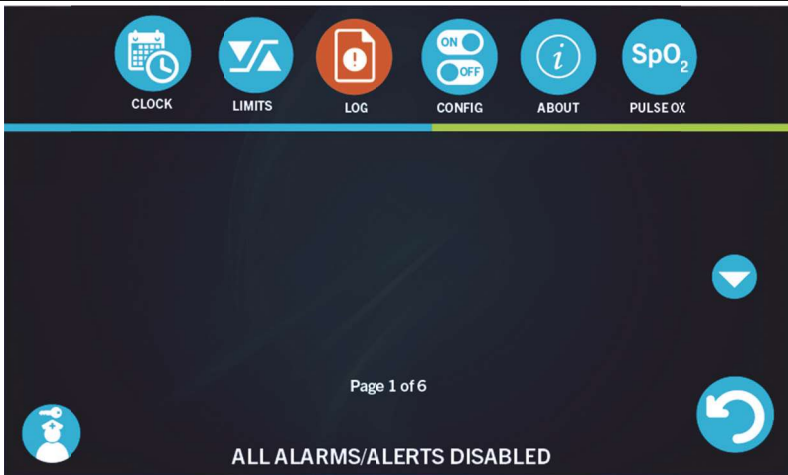 ON
OFF
i
SpO₂
CLOCK
LIMITS
LOG
CONFIG
ABOUT
PULSE OX
Page 1 of 6
ALL ALARMS/ALERTS DISABLED